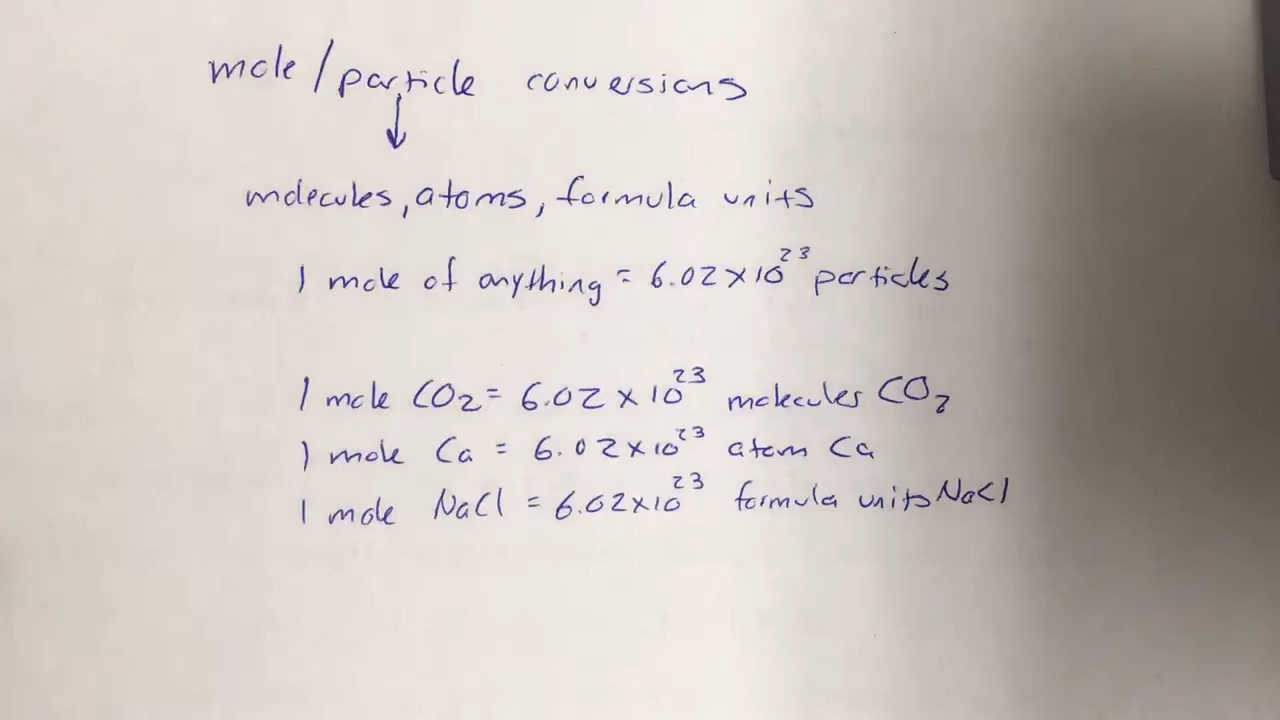 mole/particle conversions
↓
molecules, atoms, formula units
1 mole of anything = 6.02×10²³ particles
1 mole CO₂ = 6.02×10²³ molecules CO₂
1 mole Ca = 6.02×10²³ atom Ca
1 mole NaCl = 6.02×10²³ formula units NaCl